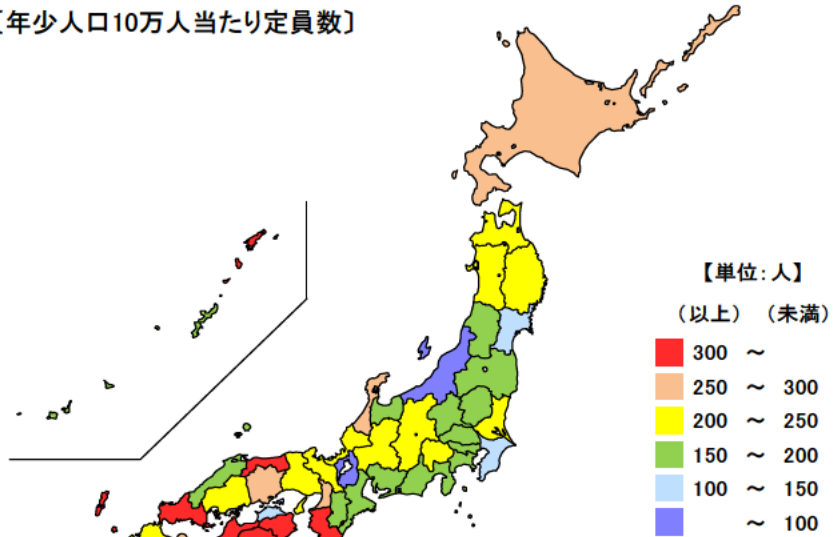 〔年少人口10万人当たり定員数〕
【単位：人】
（以上）（未満）
300 ～
250 ～ 300
200 ～ 250
150 ～ 200
100 ～ 150
～ 100